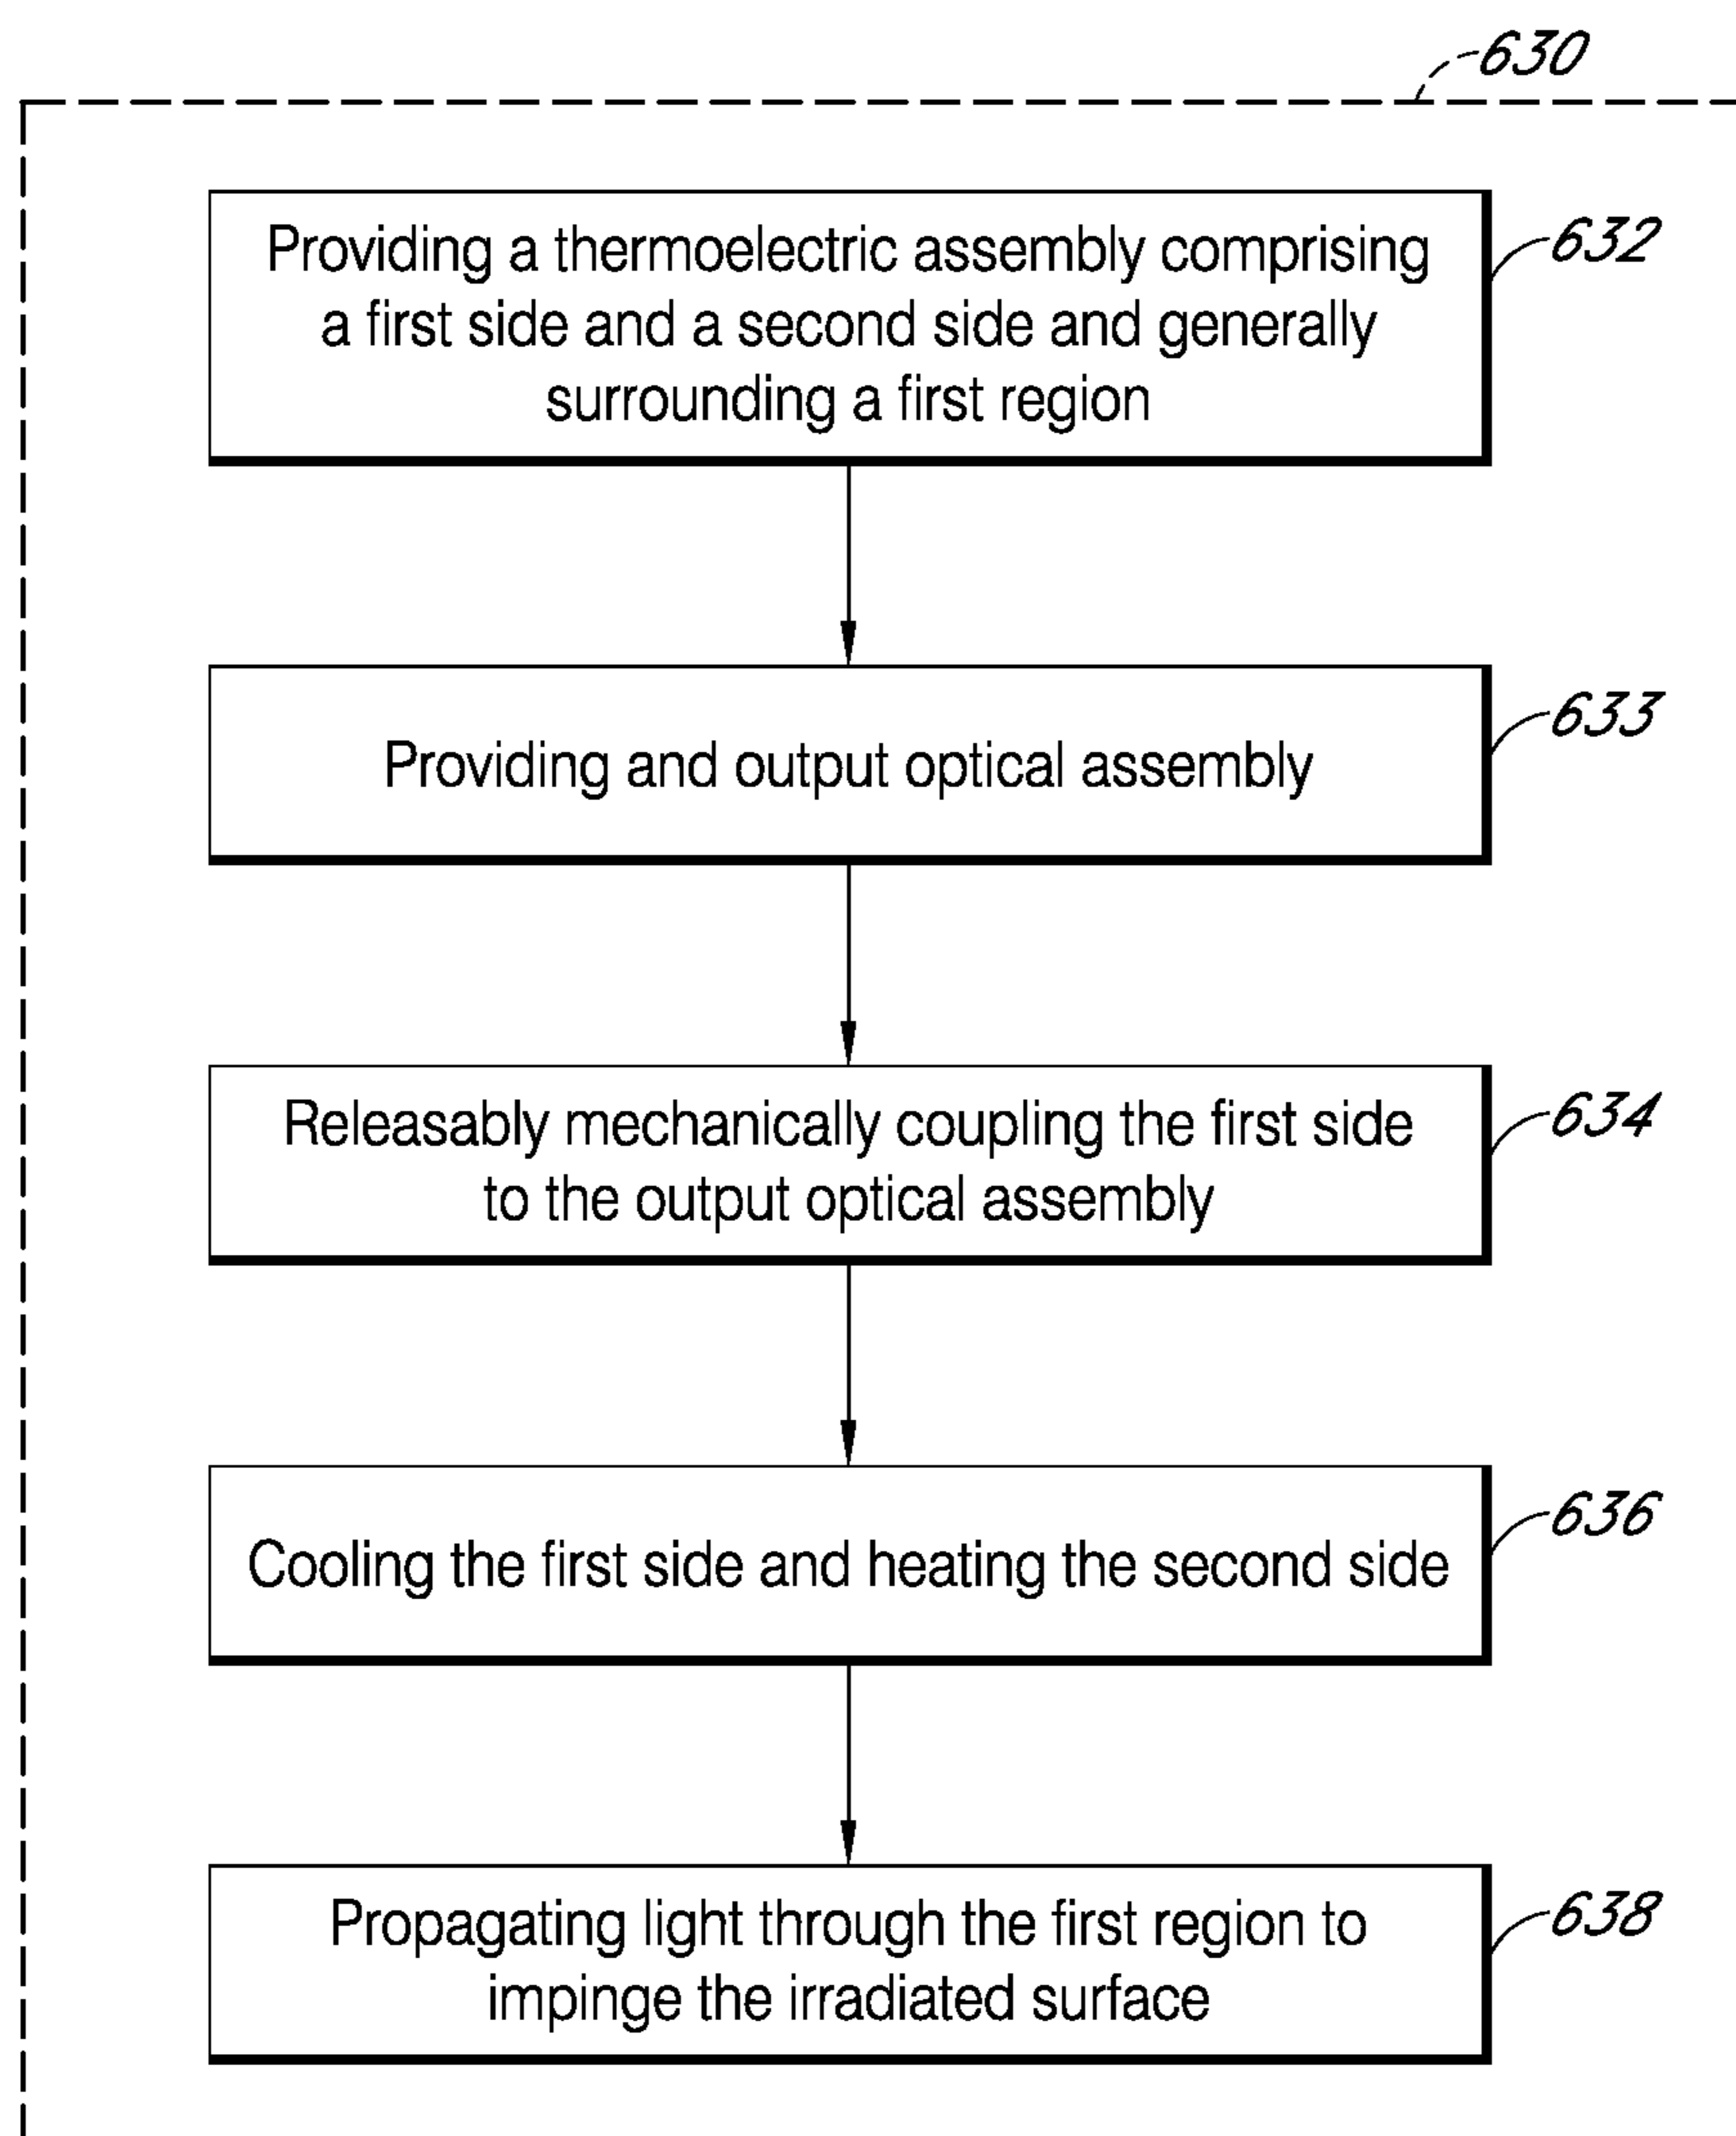 630
Providing a thermoelectric assembly comprising
a first side and a second side and generally
surrounding a first region
632
Providing and output optical assembly
633
Releasably mechanically coupling the first side
to the output optical assembly
634
Cooling the first side and heating the second side
636
Propagating light through the first region to
impinge the irradiated surface
638